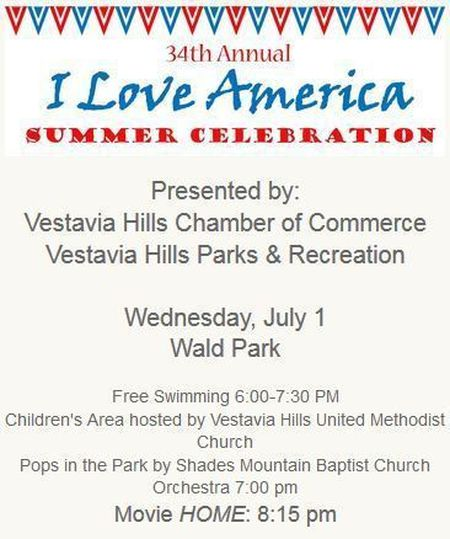 34th Annual
I Love America
SUMMER CELEBRATION
Presented by:
Vestavia Hills Chamber of Commerce
Vestavia Hills Parks & Recreation
Wednesday, July 1
Wald Park
Free Swimming 6:00-7:30 PM
Children's Area hosted by Vestavia Hills United Methodist
Church
Pops in the Park by Shades Mountain Baptist Church
Orchestra 7:00 pm
Movie HOME: 8:15 pm